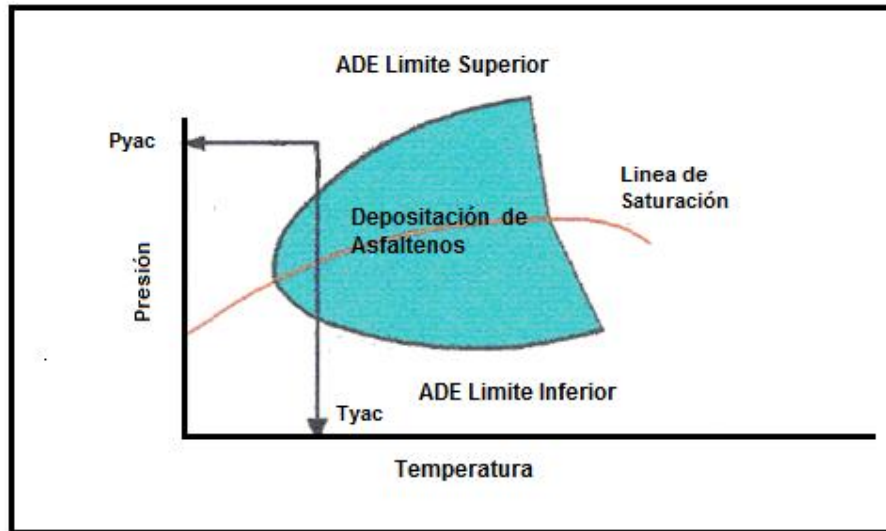 ADE Limite Superior
Pyac
Linea de
Saturación
Depositación de
Asfaltenos
Presión
ADE Limite Inferior
Tyac
Temperatura